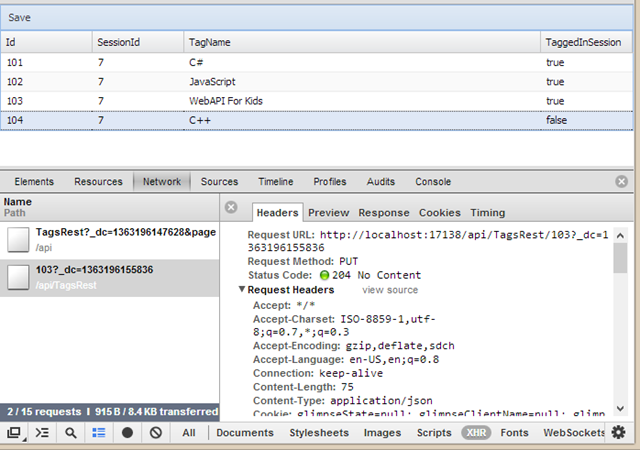 Save
Id SessionId TagName TaggedInSession
101 7 C# true
102 7 JavaScript true
103 7 WebAPI For Kids true
104 7 C++ false
Elements Resources Network Sources Timeline Profiles Audits Console
Name
Path
TagsRest?_dc=1363196147628&page
/api
103?_dc=1363196155836
/api/TagsRest
Headers Preview Response Cookies Timing
Request URL: http://localhost:17138/api/TagsRest/103?_dc=1
363196155836
Request Method: PUT
Status Code: 204 No Content
Request Headers view source
Accept: */*
Accept-Charset: ISO-8859-1,utf-
8;q=0.7,*;q=0.3
Accept-Encoding: gzip,deflate,sdch
Accept-Language: en-US,en;q=0.8
Connection: keep-alive
Content-Length: 75
Content-Type: application/json
Cookie: glimpseState=null; glimpseClientName=null; glimp
2 / 15 requests | 915 B / 8.4 KB transferred
All Documents Stylesheets Images Scripts XHR Fonts WebSockets